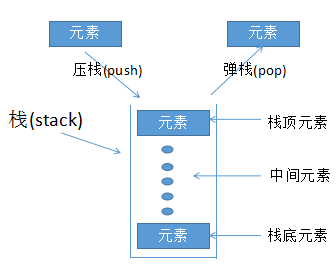 元素
元素
压栈(push)
弹栈(pop)
栈(stack)
元素
栈顶元素
中间元素
元素
栈底元素